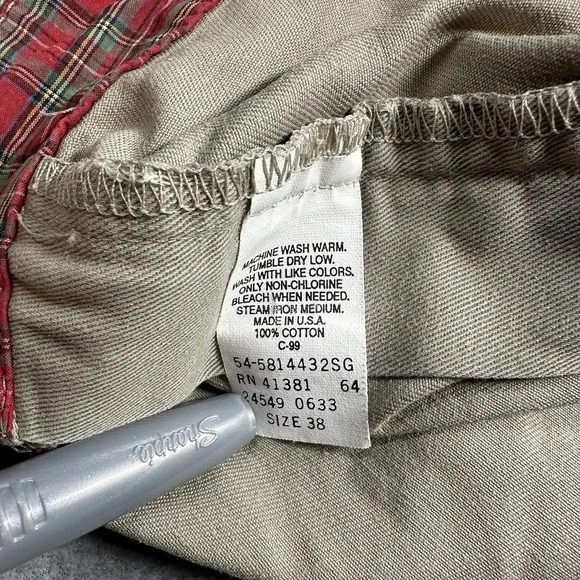 MACHINE WASH WARM.
TUMBLE DRY LOW.
WASH WITH LIKE COLORS.
ONLY NON-CHLORINE
BLEACH WHEN NEEDED.
STEAM IRON MEDIUM.
MADE IN U.S.A.
100% COTTON
C-99
54-5814432SG
RN 41381 64
24549 0633
SIZE 38
Sharpie